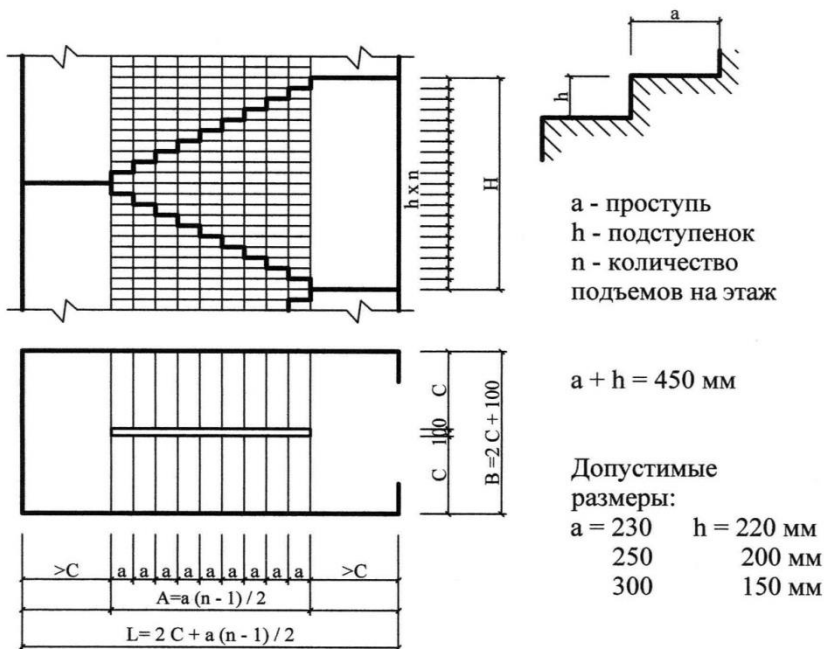 a
h
h x n
H
a - проступь
h - подступенок
n - количество
подъемов на этаж
a + h = 450 мм
C
100
C
B =2 C + 100
Допустимые
размеры:
a = 230 h = 220 мм
250 200 мм
300 150 мм
>C a a a a a a a a a >C
A=a (n - 1) / 2
L= 2 C + a (n - 1) / 2